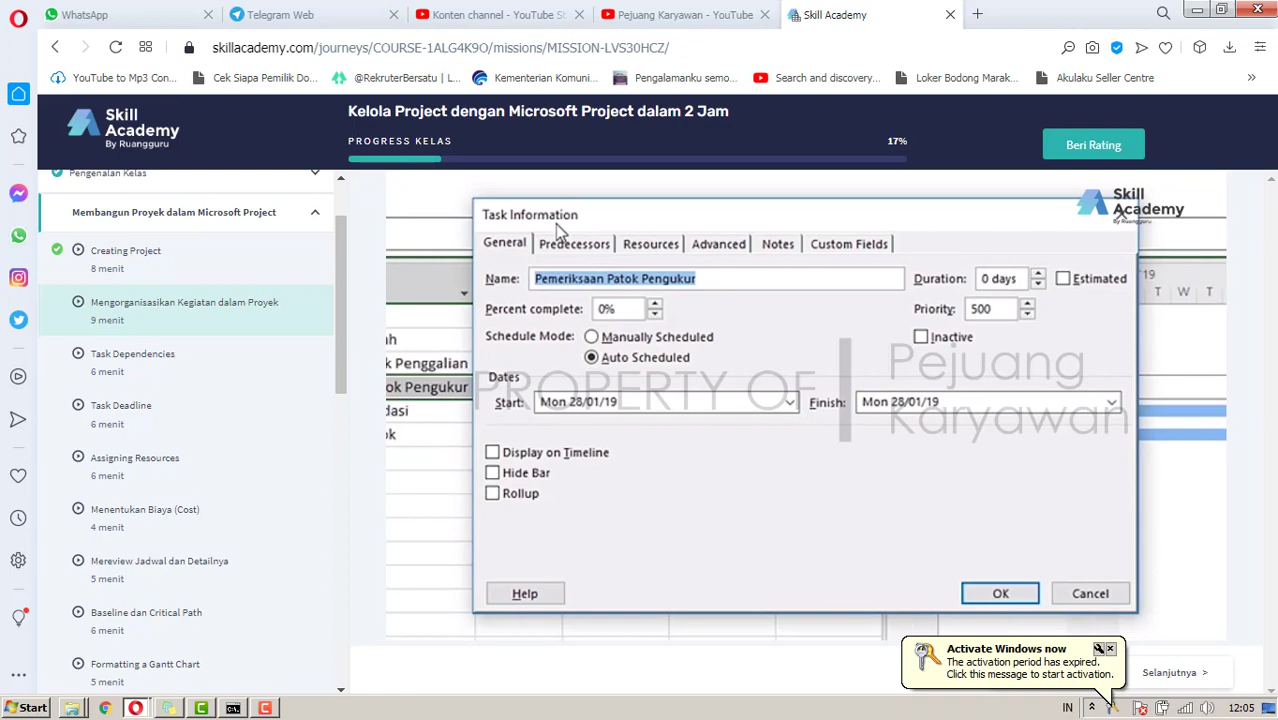 WhatsApp
Telegram Web
Konten channel - YouTube St
Pejuang Karyawan - YouTube
Skill Academy
skillacademy.com/journeys/COURSE-1ALG4K9O/missions/MISSION-LVS30HCZ/
YouTube to Mp3 Con...
Cek Siapa Pemilik Do...
@RekruterBersatu | L...
Kementerian Komuni...
Pengalamanku semo...
Search and discovery...
Loker Bodong Marak...
Akulaku Seller Centre
Skill
Academy
By Ruangguru
Kelola Project dengan Microsoft Project dalam 2 Jam
PROGRESS KELAS
17%
Beri Rating
Pengenalan Kelas
Membangun Proyek dalam Microsoft Project
Creating Project
8 menit
Mengorganisasikan Kegiatan dalam Proyek
9 menit
Task Dependencies
6 menit
Task Deadline
6 menit
Assigning Resources
6 menit
Menentukan Biaya (Cost)
4 menit
Mereview Jadwal dan Detailnya
5 menit
Baseline dan Critical Path
6 menit
Formatting a Gantt Chart
5 menit
Skill
Academy
By Ruangguru
Task Information
General
Predecessors
Resources
Advanced
Notes
Custom Fields
Name: Pemeriksaan Patok Pengukur
Duration: 0 days
Estimated
Percent complete: 0%
Priority: 500
Schedule Mode:
Manually Scheduled
Inactive
Auto Scheduled
Dates
Start: Mon 28/01/19
Finish: Mon 28/01/19
Display on Timeline
Hide Bar
Rollup
Help
OK
Cancel
'19
T W T
ah
k Penggalian
ok Pengukur
dasi
ok
PROPERTY OF
Pejuang
Karyawan
Activate Windows now
The activation period has expired.
Click this message to start activation.
Selanjutnya >
Start
IN
12:05